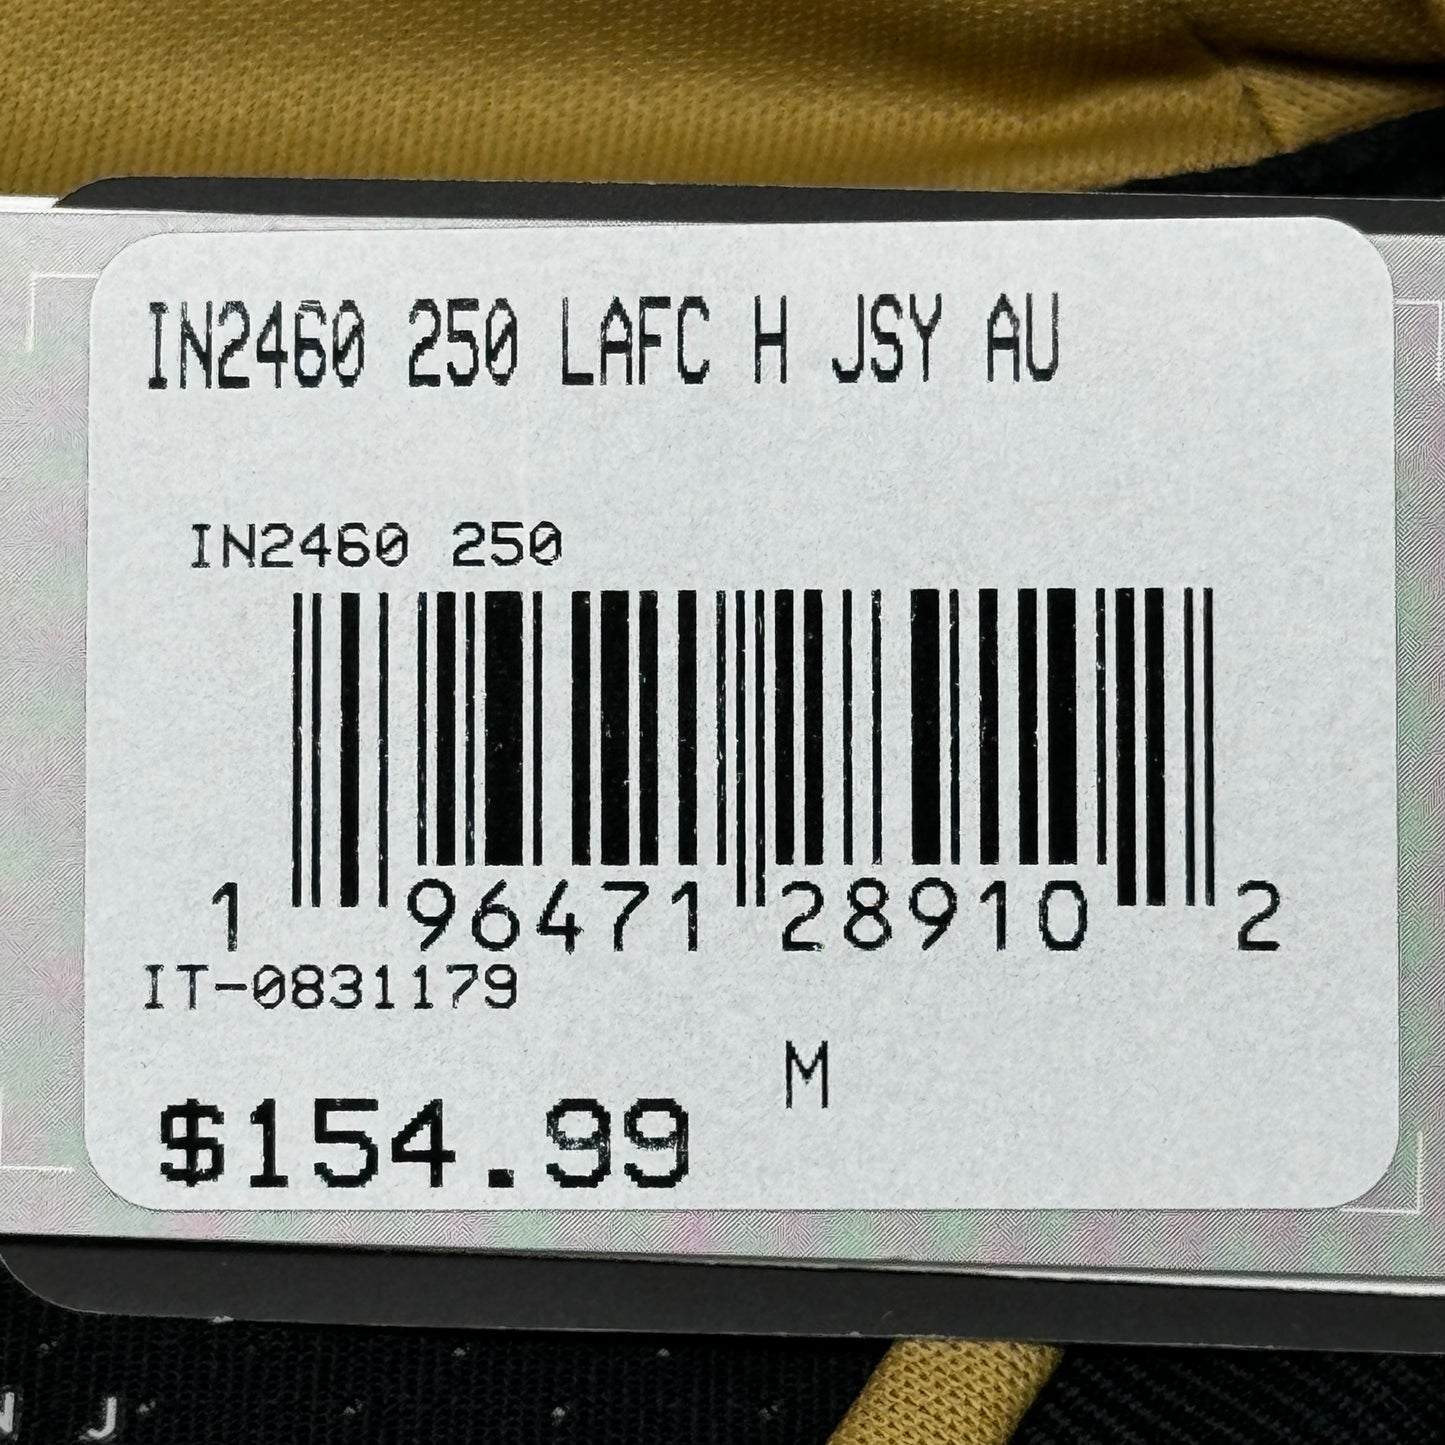 IN2460 250 LAFC H JSY AU
IN2460 250
1 96471 28910 2
IT-0831179
M
$154.99
N J